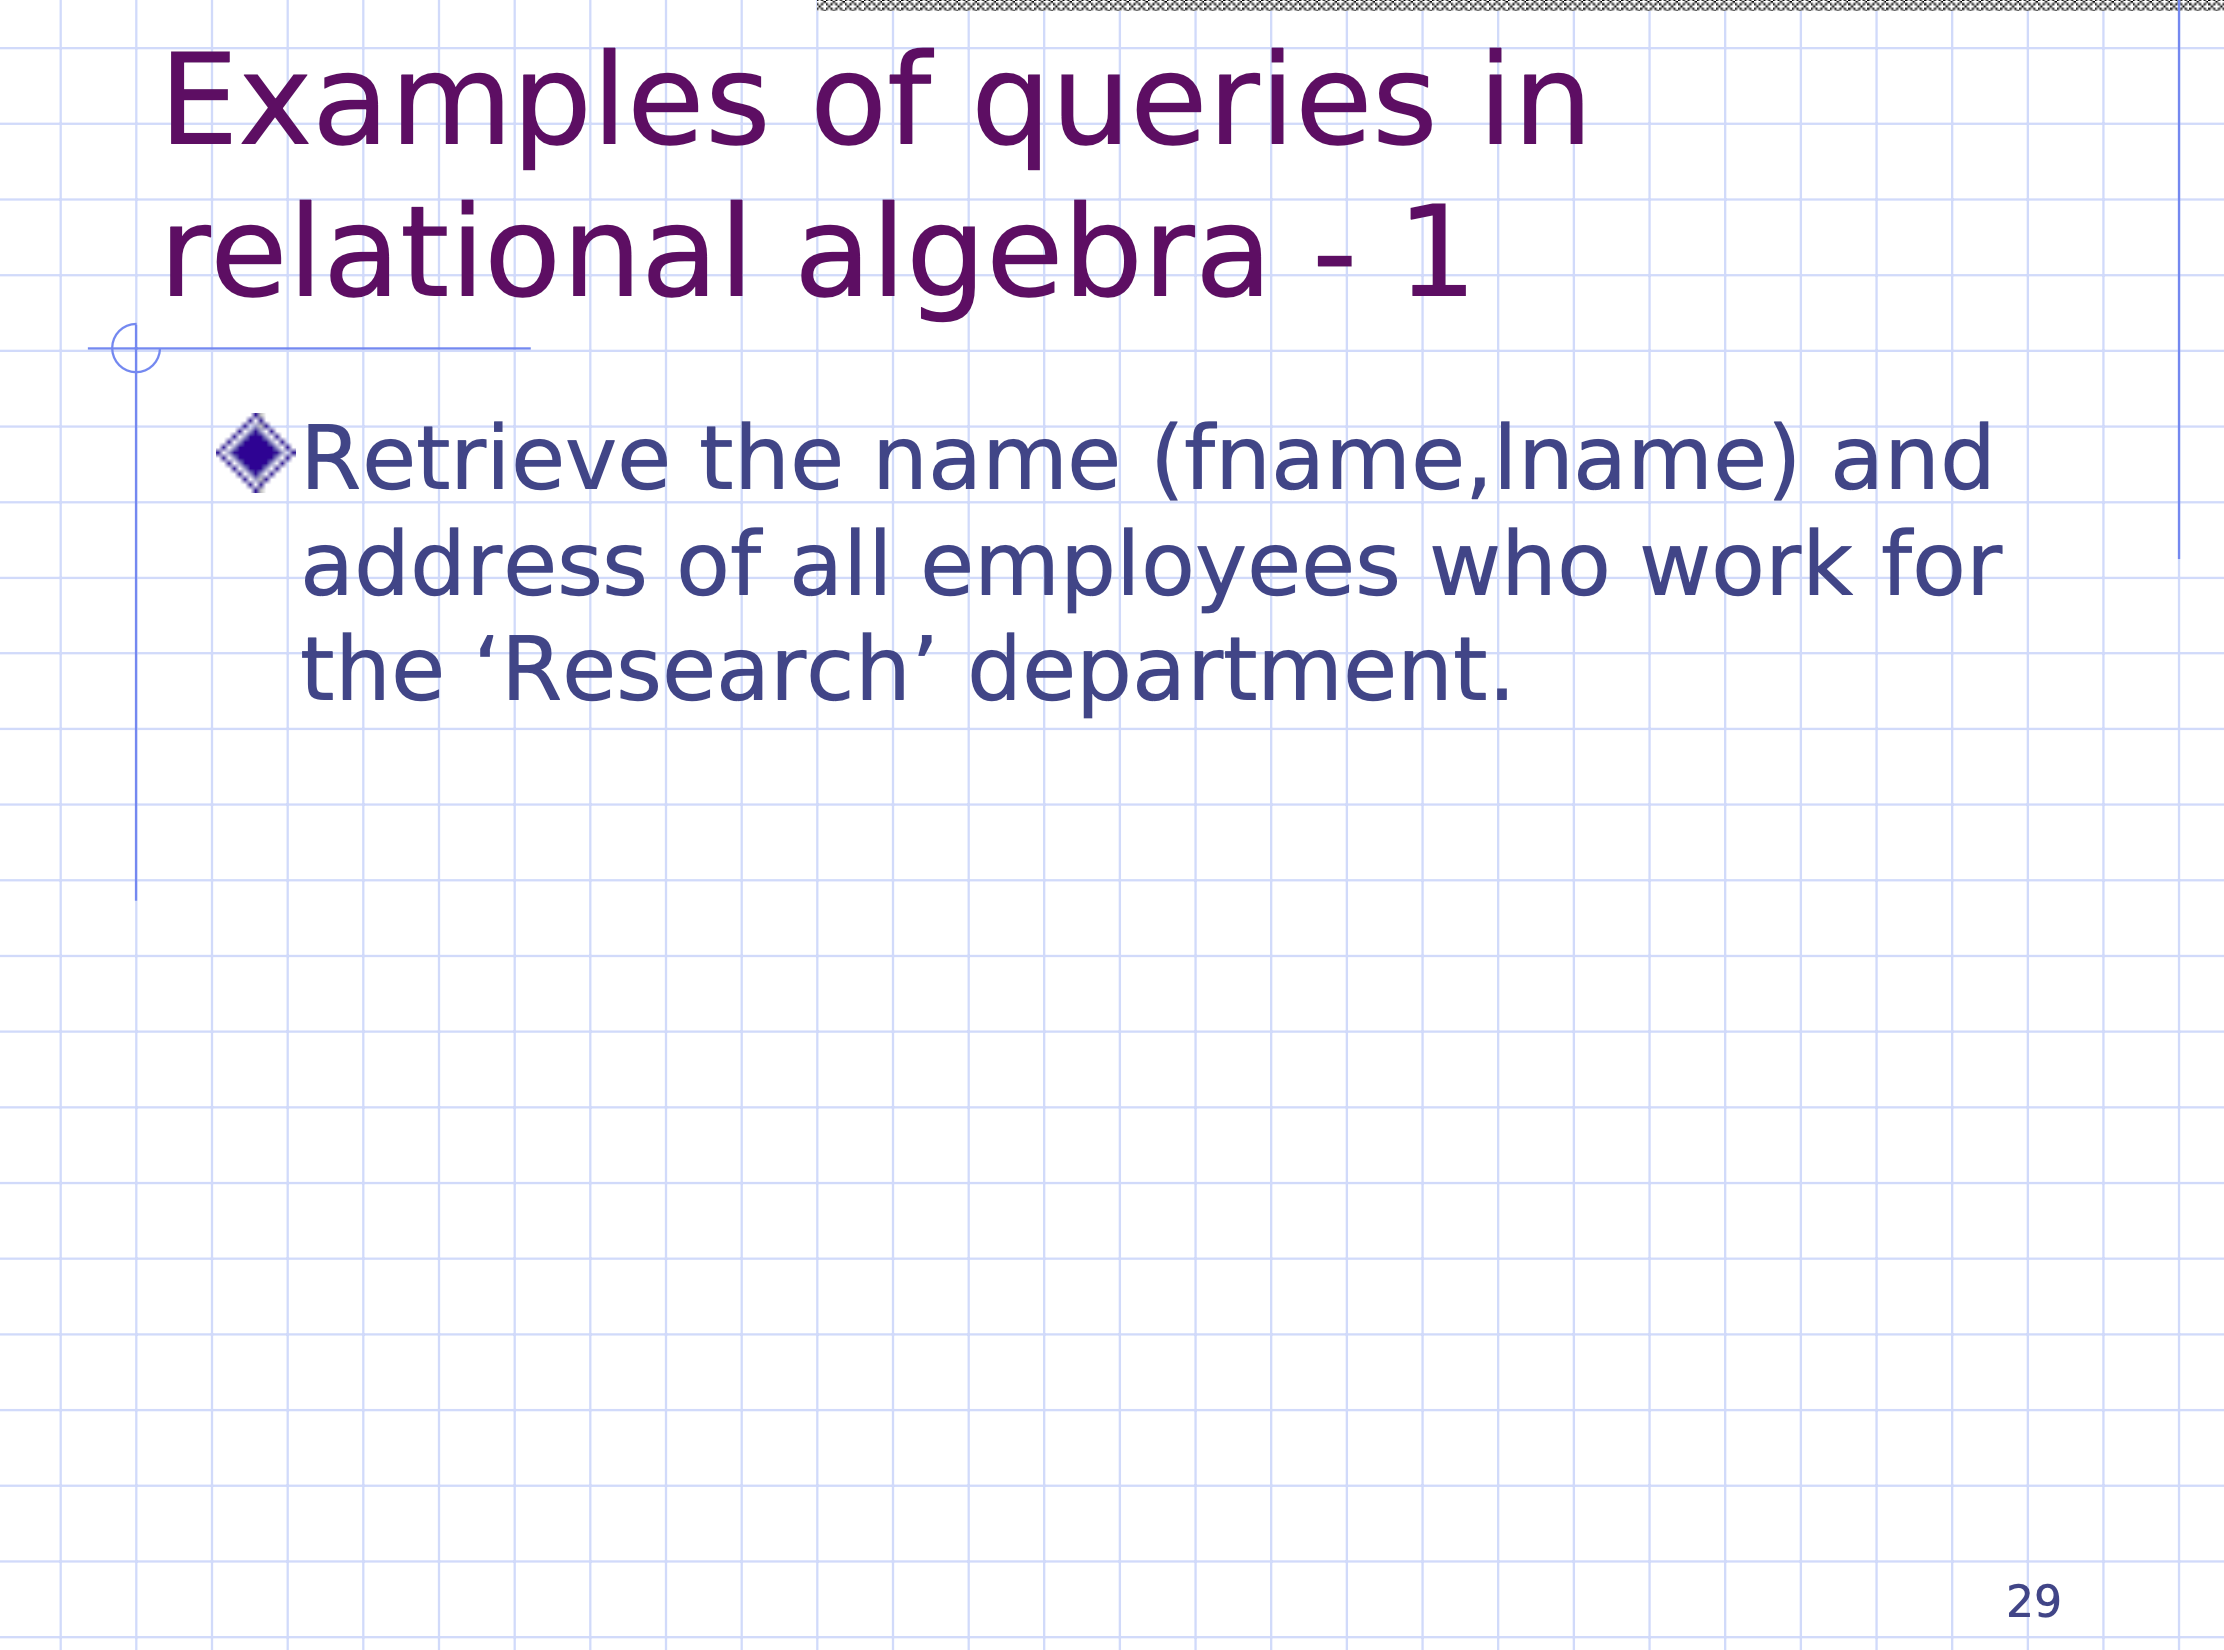 Examples of queries in
relational algebra - 1
Retrieve the name (fname,lname) and
address of all employees who work for
the ‘Research’ department.
29